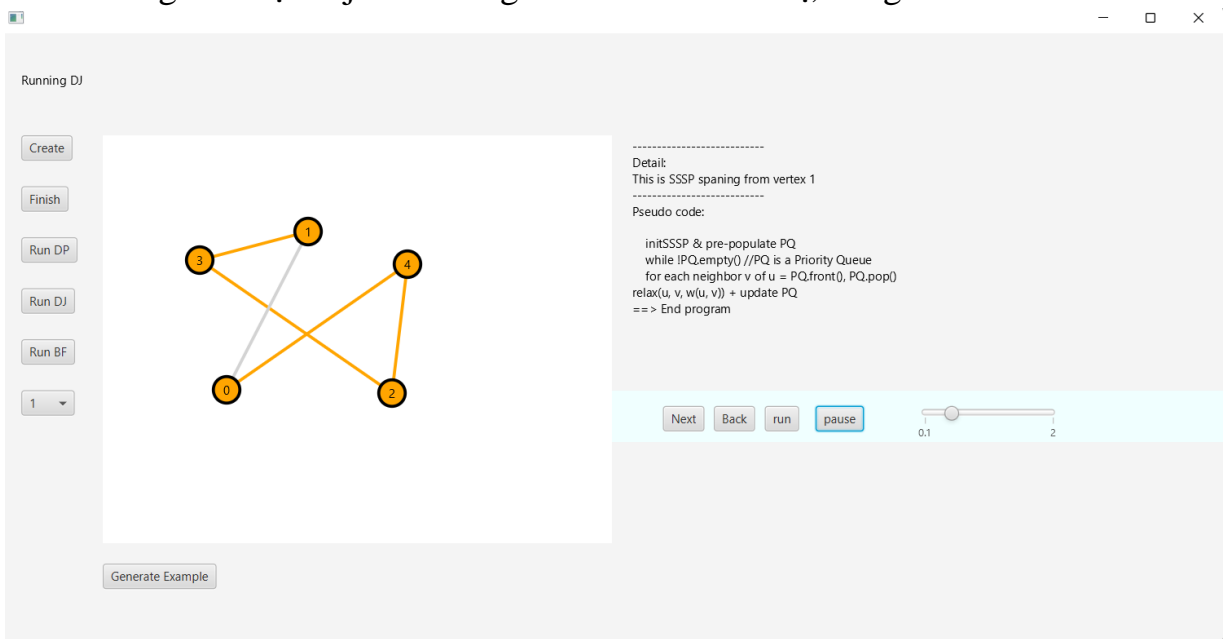 Running DJ
Create
Finish
Run DP
Run DJ
Run BF
1
1
3
4
0
2
Generate Example
---------------------------
Detail:
This is SSSP spaning from vertex 1
---------------------------
Pseudo code:
initSSSP & pre-populate PQ
while !PQ.empty() //PQ is a Priority Queue
for each neighbor v of u = PQ.front(), PQ.pop()
relax(u, v, w(u, v)) + update PQ
==> End program
Next Back run pause
0.1 2